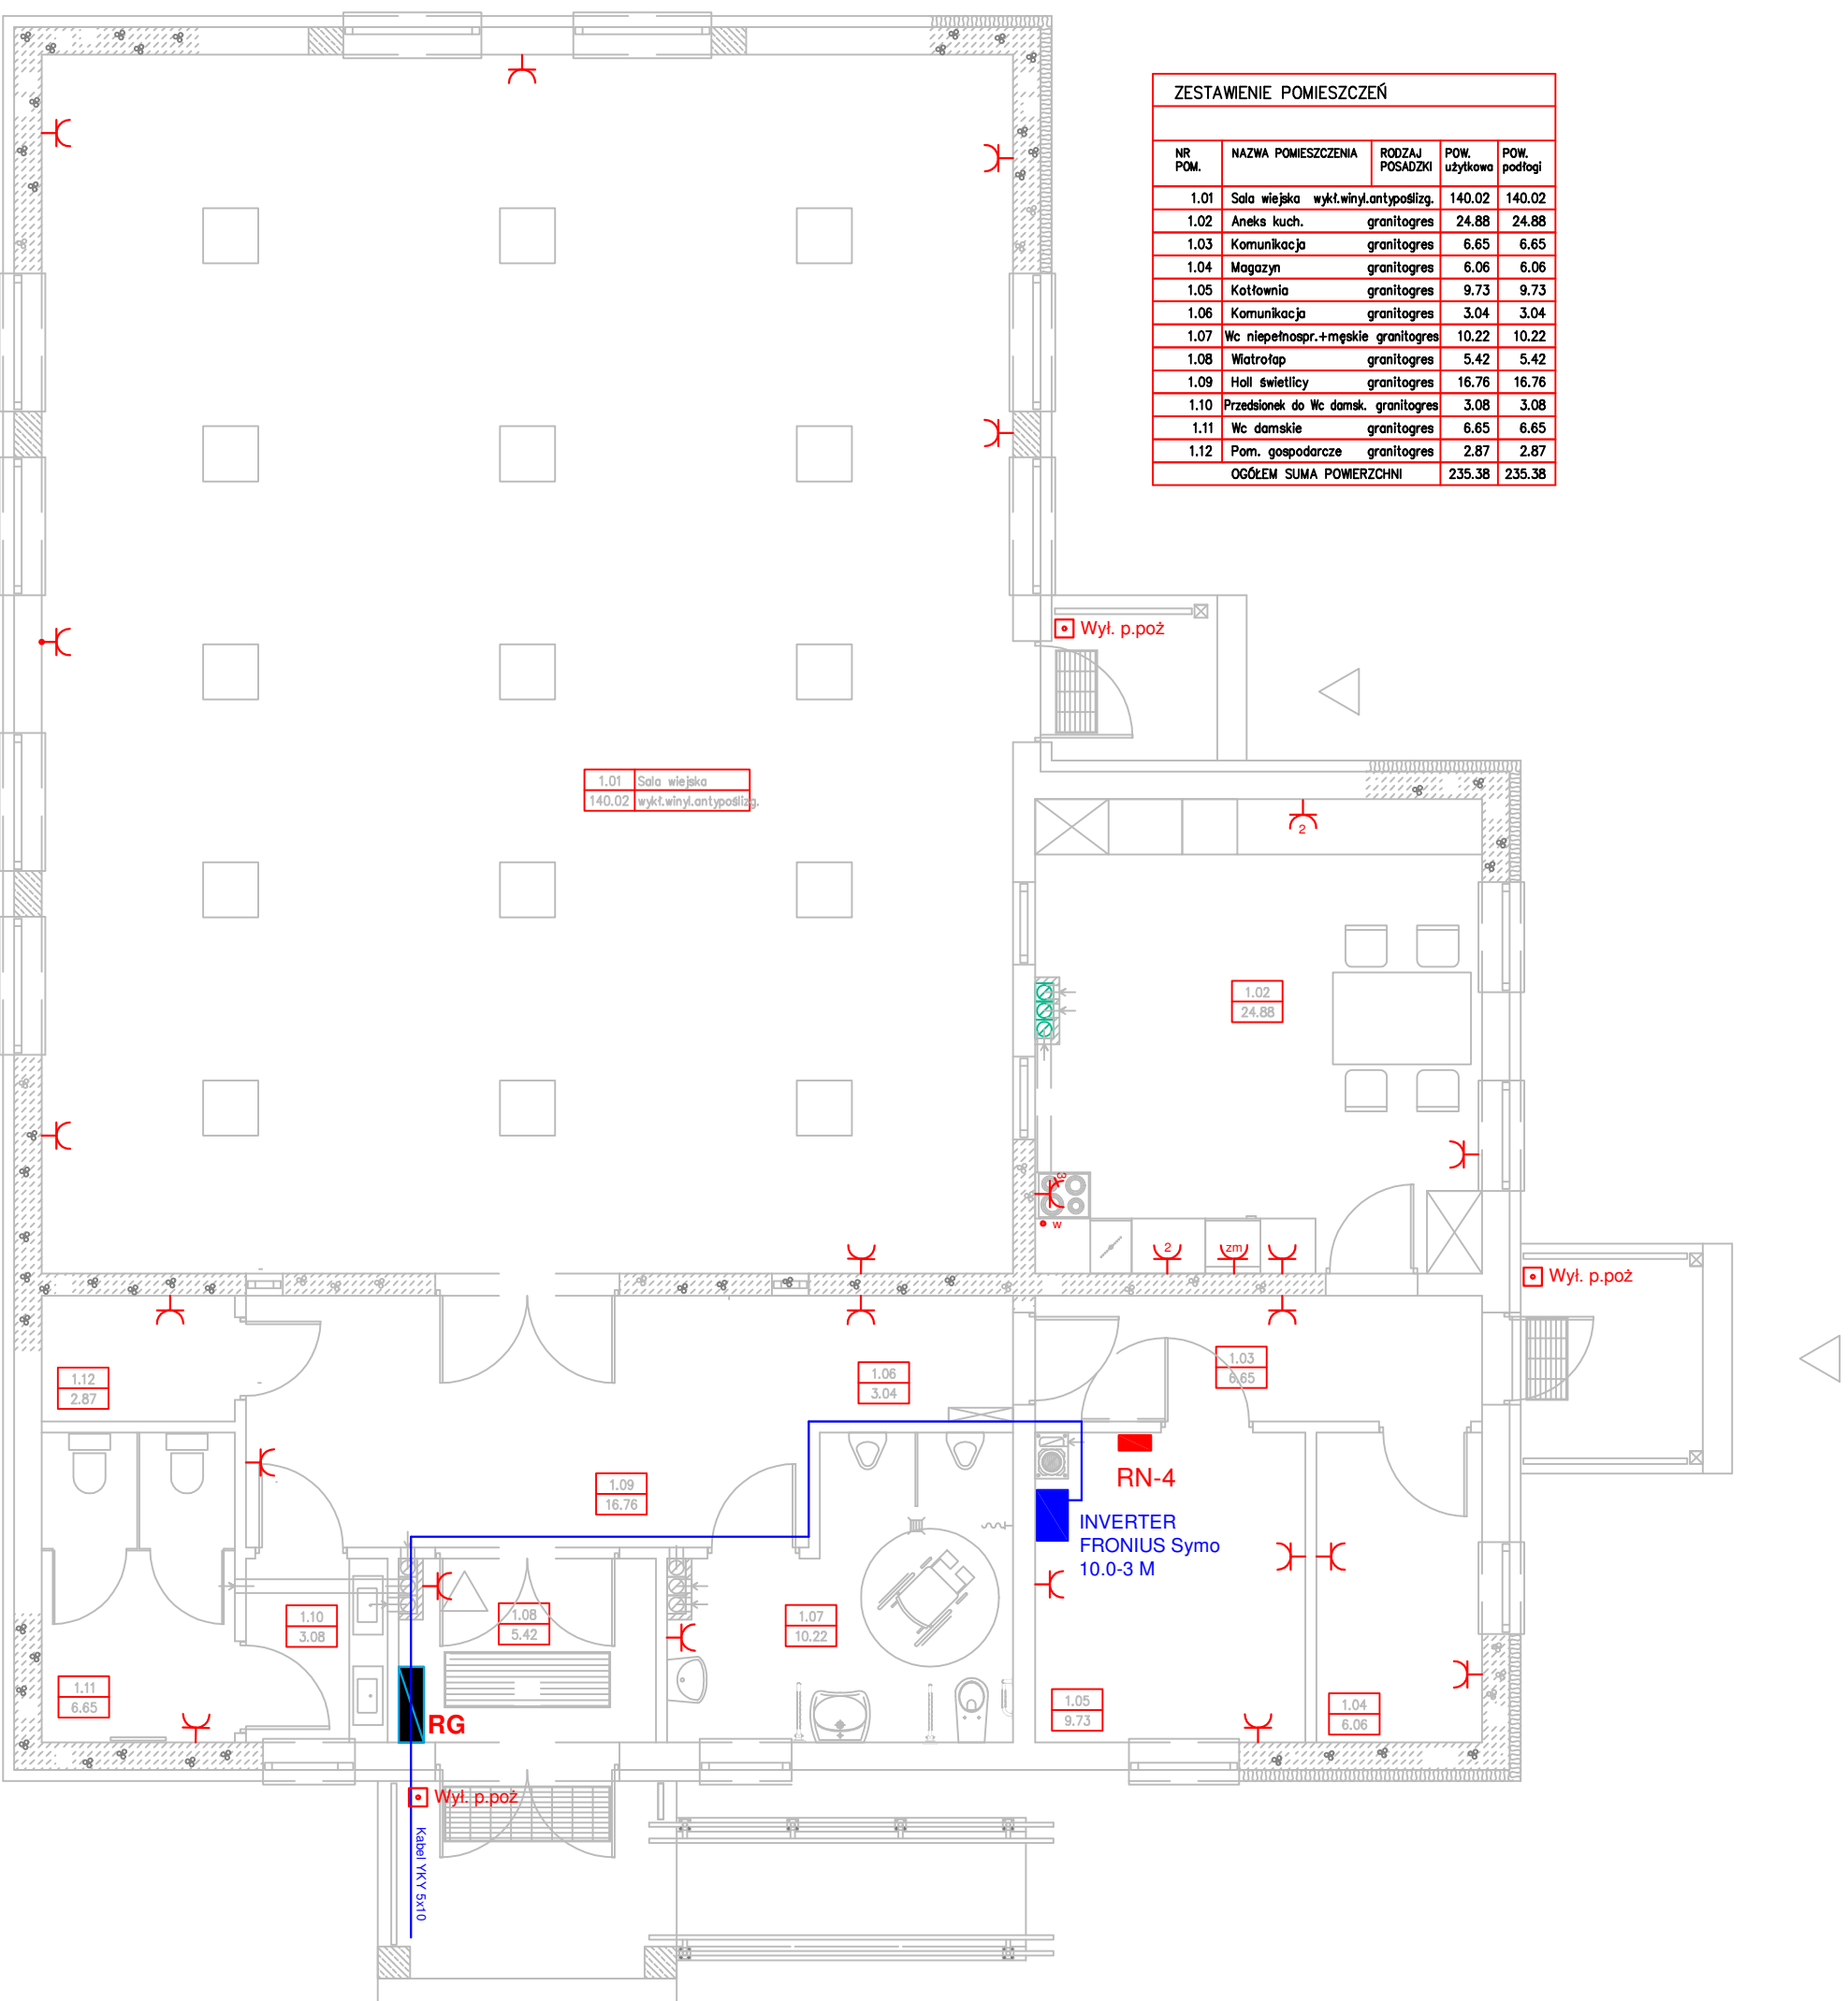 ZESTAWIENIE POMIESZCZEŃ
NR POM. NAZWA POMIESZCZENIA RODZAJ POSADZKI POW. użytkowa POW. podłogi
1.01 Sala wiejska wykł.winyl.antypoślizg. 140.02 140.02
1.02 Aneks kuch. granitogres 24.88 24.88
1.03 Komunikacja granitogres 6.65 6.65
1.04 Magazyn granitogres 6.06 6.06
1.05 Kotłownia granitogres 9.73 9.73
1.06 Komunikacja granitogres 3.04 3.04
1.07 Wc niepełnospr.+męskie granitogres 10.22 10.22
1.08 Wiatrołap granitogres 5.42 5.42
1.09 Holl świetlicy granitogres 16.76 16.76
1.10 Przedsionek do Wc damsk. granitogres 3.08 3.08
1.11 Wc damskie granitogres 6.65 6.65
1.12 Pom. gospodarcze granitogres 2.87 2.87
OGÓŁEM SUMA POWIERZCHNI 235.38 235.38
Wył. p.poż
1.01 Sala wiejska
140.02 wykł.winyl.antypoślizg.
2
1.02
24.88
3
w
2
zm
Wył. p.poż
1.12
2.87
1.06
3.04
1.03
6.65
RN-4
1.09
16.76
INVERTER
FRONIUS Symo
10.0-3 M
1.10
3.08
1.08
5.42
1.07
10.22
1.11
6.65
RG
1.05
9.73
1.04
6.06
Wył. p.poż
Kabel YKY 5x10